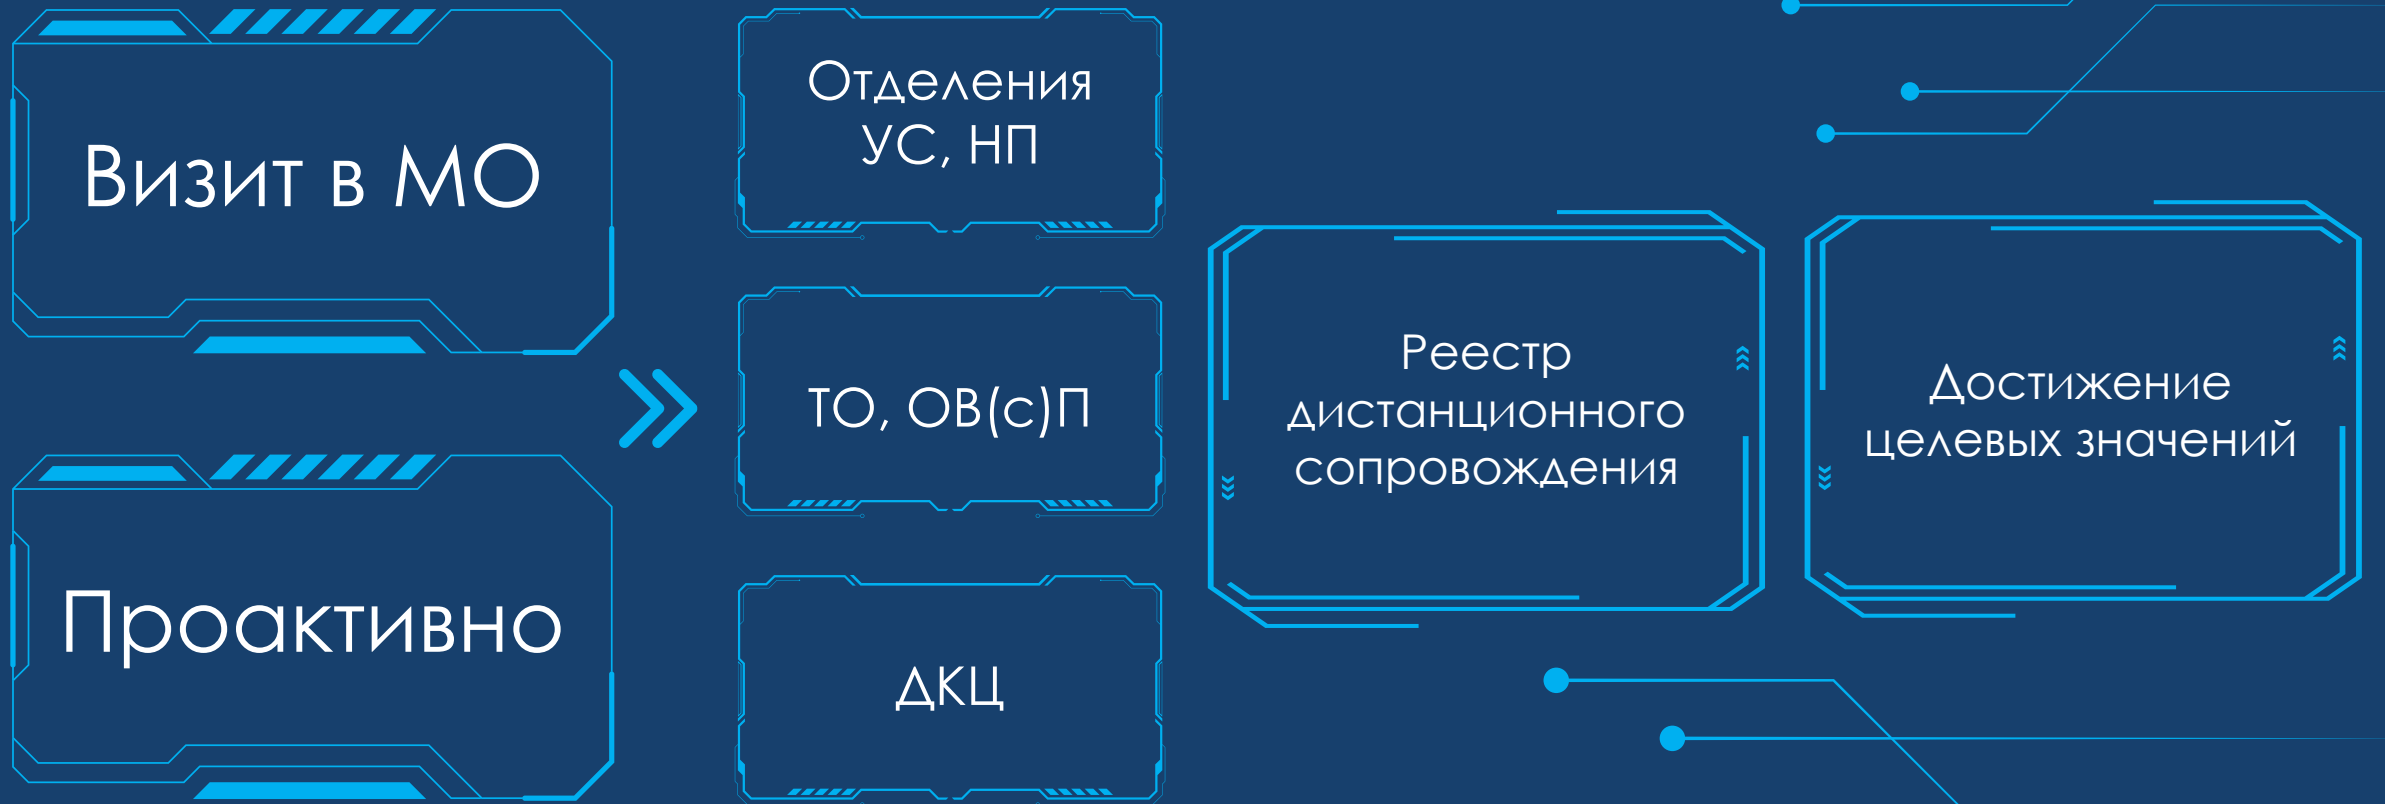 Визит в МО
Проактивно
Отделения
УС, НП
ТО, ОВ(с)П
ДКЦ
Реестр
дистанционного
сопровождения
Достижение
целевых значений